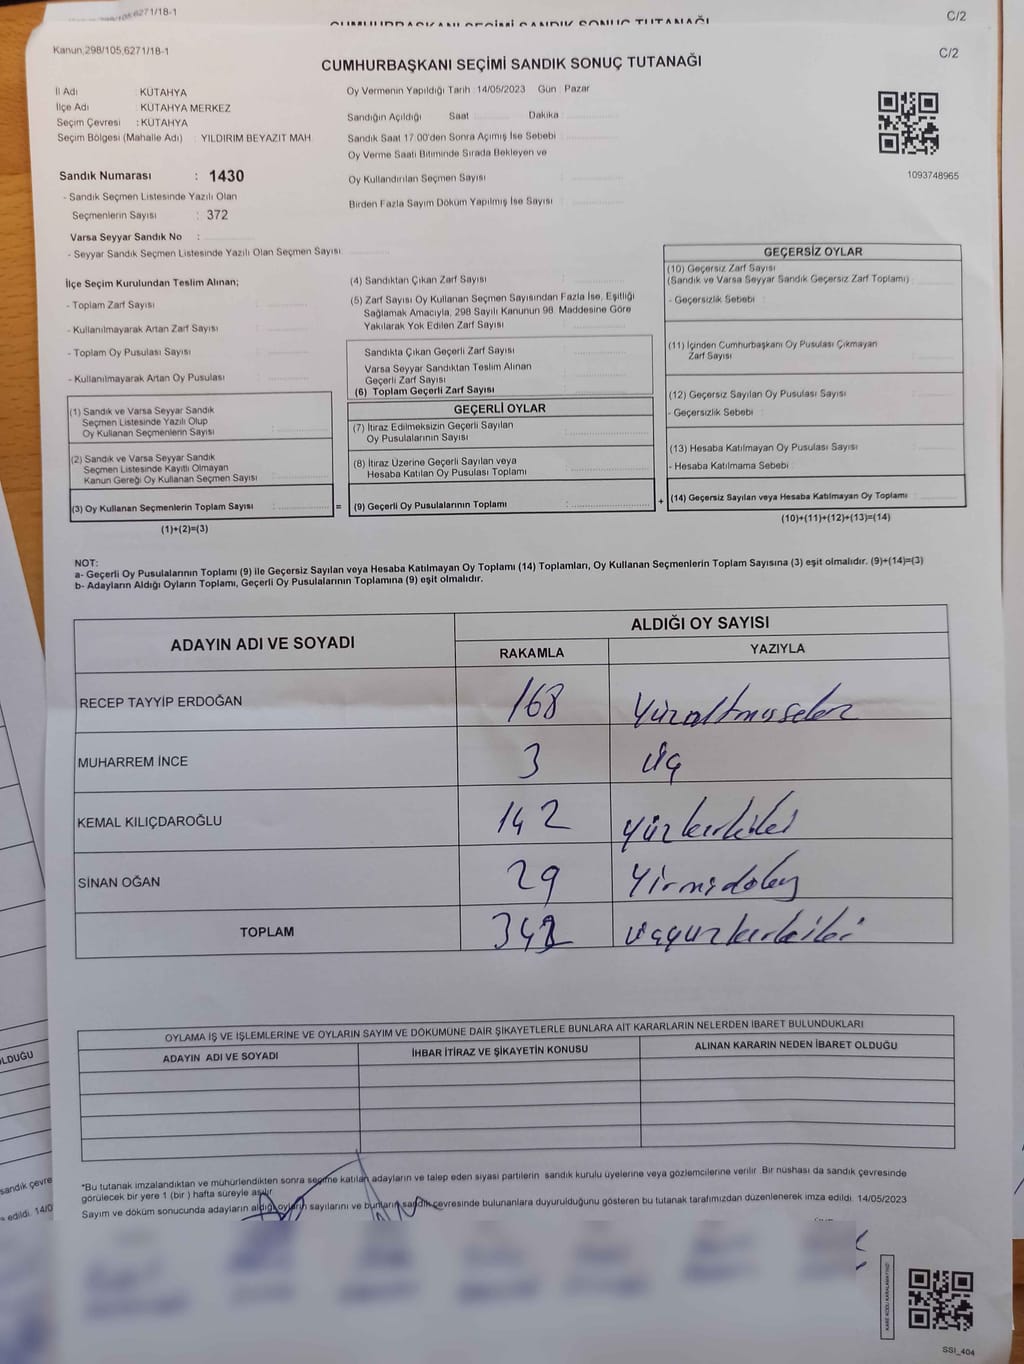 6271/18-1
CUMHURBAŞKANI SEÇİMİ SANDIK SONUÇ TUTANAĞI
C/2
Kanun,298/105,6271/18-1
CUMHURBAŞKANI SEÇİMİ SANDIK SONUÇ TUTANAĞI
C/2
İl Adı : KÜTAHYA
İlçe Adı : KÜTAHYA MERKEZ
Seçim Çevresi : KÜTAHYA
Seçim Bölgesi (Mahalle Adı) : YILDIRIM BEYAZIT MAH.
Sandık Numarası : 1430
- Sandık Seçmen Listesinde Yazılı Olan
Seçmenlerin Sayısı : 372
Varsa Seyyar Sandık No :
- Seyyar Sandık Seçmen Listesinde Yazılı Olan Seçmen Sayısı
Oy Vermenin Yapıldığı Tarih : 14/05/2023 Gün : Pazar
Sandığın Açıldığı Saat Dakika
Sandık Saat 17.00'den Sonra Açımış İse Sebebi
Oy Verme Saati Bitiminde Sırada Bekleyen ve
Oy Kullandırılan Seçmen Sayısı
Birden Fazla Sayım Döküm Yapılmış İse Sayısı
1093748965
İlçe Seçim Kurulundan Teslim Alınan;
- Toplam Zarf Sayısı :
- Kullanılmayarak Artan Zarf Sayısı :
- Toplam Oy Pusulası Sayısı :
- Kullanılmayarak Artan Oy Pusulası :
(1) Sandık ve Varsa Seyyar Sandık
Seçmen Listesinde Yazılı Olup
Oy Kullanan Seçmenlerin Sayısı :
(2) Sandık ve Varsa Seyyar Sandık
Seçmen Listesinde Kayıtlı Olmayan
Kanun Gereği Oy Kullanan Seçmen Sayısı :
(3) Oy Kullanan Seçmenlerin Toplam Sayısı :
(1)+(2)=(3)
=
(4) Sandıktan Çıkan Zarf Sayısı :
(5) Zarf Sayısı Oy Kullanan Seçmen Sayısından Fazla İse, Eşitliği
Sağlamak Amacıyla, 298 Sayılı Kanunun 98. Maddesine Göre
Yakılarak Yok Edilen Zarf Sayısı :
Sandıkta Çıkan Geçerli Zarf Sayısı :
Varsa Seyyar Sandıktan Teslim Alınan
Geçerli Zarf Sayısı
(6) Toplam Geçerli Zarf Sayısı :
GEÇERLİ OYLAR
(7) İtiraz Edilmeksizin Geçerli Sayılan
Oy Pusulalarının Sayısı :
(8) İtiraz Üzerine Geçerli Sayılan veya
Hesaba Katılan Oy Pusulası Toplamı :
(9) Geçerli Oy Pusulalarının Toplamı :
+
GEÇERSİZ OYLAR
(10) Geçersiz Zarf Sayısı
(Sandık ve Varsa Seyyar Sandık Geçersiz Zarf Toplamı)
- Geçersizlik Sebebi :
(11) İçinden Cumhurbaşkanı Oy Pusulası Çıkmayan
Zarf Sayısı
(12) Geçersiz Sayılan Oy Pusulası Sayısı :
- Geçersizlik Sebebi :
(13) Hesaba Katılmayan Oy Pusulası Sayısı :
- Hesaba Katılmama Sebebi :
(14) Geçersiz Sayılan veya Hesaba Katılmayan Oy Toplamı :
(10)+(11)+(12)+(13)=(14)
NOT:
a- Geçerli Oy Pusulalarının Toplamı (9) ile Geçersiz Sayılan veya Hesaba Katılmayan Oy Toplamı (14) Toplamları, Oy Kullanan Seçmenlerin Toplam Sayısına (3) eşit olmalıdır. (9)+(14)=(3)
b- Adayların Aldığı Oyların Toplamı, Geçerli Oy Pusulalarının Toplamına (9) eşit olmalıdır.
ADAYIN ADI VE SOYADI
ALDIĞI OY SAYISI
RAKAMLA YAZIYLA
RECEP TAYYİP ERDOĞAN 168 Yüzaltmışsekiz
MUHARREM İNCE 3 üç
KEMAL KILIÇDAROĞLU 142 yüzkırkiki
SİNAN OĞAN 29 Yirmidokuz
TOPLAM 342 üçyüzkırkiki
OYLAMA İŞ VE İŞLEMLERİNE VE OYLARIN SAYIM VE DÖKÜMÜNE DAİR ŞİKAYETLERLE BUNLARA AİT KARARLARIN NELERDEN İBARET BULUNDUKLARI
ADAYIN ADI VE SOYADI İHBAR İTİRAZ VE ŞİKAYETİN KONUSU ALINAN KARARIN NEDEN İBARET OLDUĞU
OLDUĞU
*Bu tutanak imzalandıktan ve mühürlendikten sonra seçime katılan adayların ve talep eden siyasi partilerin sandık kurulu üyelerine veya gözlemcilerine verilir. Bir nüshası da sandık çevresinde
görülecek bir yere 1 (bir ) hafta süreyle asılır.
Sayım ve döküm sonucunda adayların aldığı oyların sayılarını ve bunların sandık çevresinde bulunanlara duyurulduğunu gösteren bu tutanak tarafımızdan düzenlenerek imza edildi. 14/05/2023
sandık çevre
edildi. 14/0
KARE KODU KARALAMAYINIZ!
SSI_404